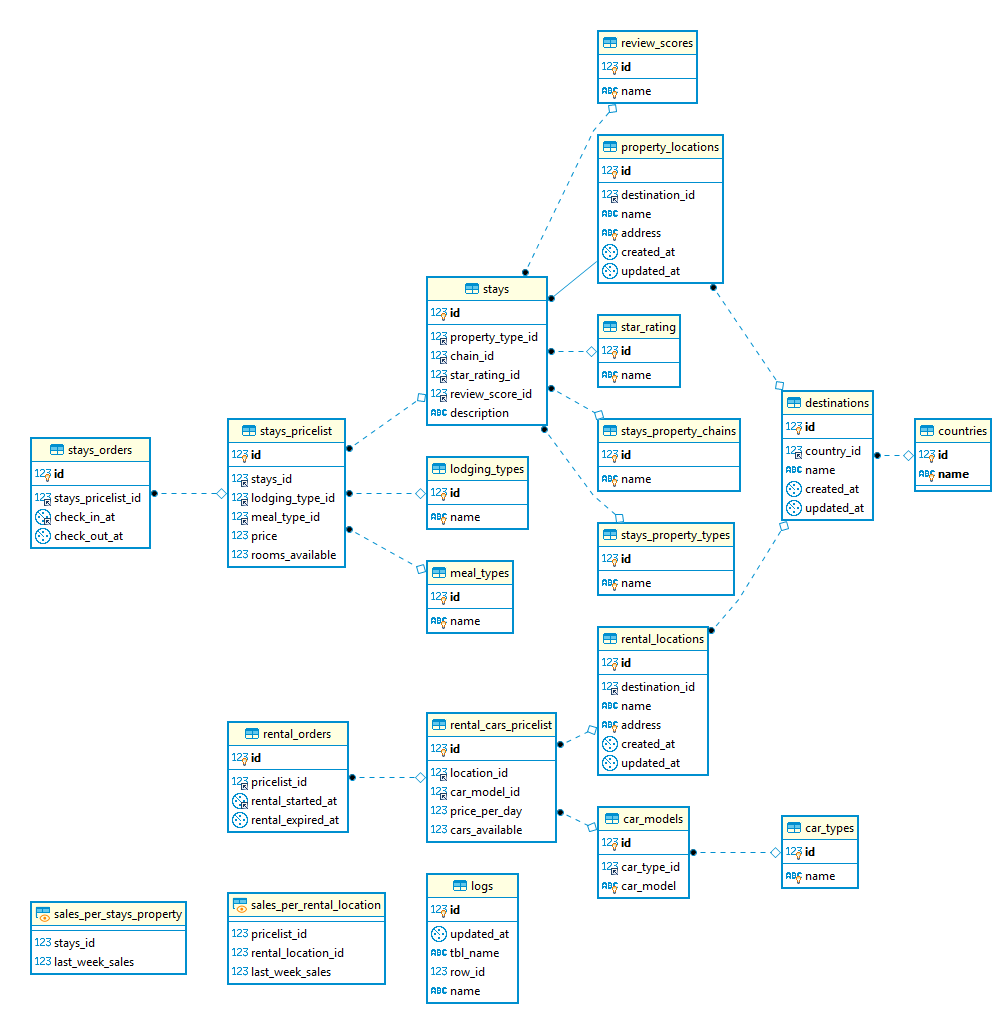 review_scores
123 id
ABC name
property_locations
123 id
123 destination_id
ABC name
ABC address
created_at
updated_at
stays
123 id
123 property_type_id
123 chain_id
123 star_rating_id
123 review_score_id
ABC description
star_rating
123 id
ABC name
destinations
123 id
123 country_id
ABC name
created_at
updated_at
countries
123 id
ABC name
stays_property_chains
123 id
ABC name
stays_orders
123 id
123 stays_pricelist_id
check_in_at
check_out_at
stays_pricelist
123 id
123 stays_id
123 lodging_type_id
123 meal_type_id
123 price
123 rooms_available
lodging_types
123 id
ABC name
stays_property_types
123 id
ABC name
meal_types
123 id
ABC name
rental_locations
123 id
123 destination_id
ABC name
ABC address
created_at
updated_at
rental_orders
123 id
123 pricelist_id
rental_started_at
rental_expired_at
rental_cars_pricelist
123 id
123 location_id
123 car_model_id
123 price_per_day
123 cars_available
car_models
123 id
123 car_type_id
ABC car_model
car_types
123 id
ABC name
sales_per_stays_property
123 stays_id
123 last_week_sales
sales_per_rental_location
123 pricelist_id
123 rental_location_id
123 last_week_sales
logs
123 id
updated_at
ABC tbl_name
123 row_id
ABC name